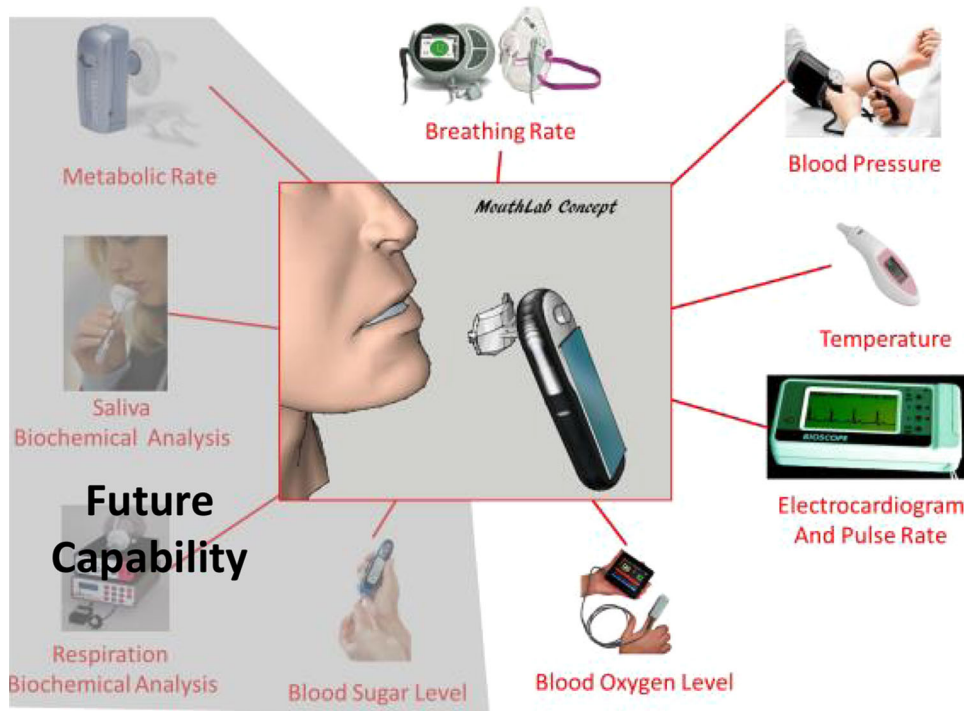 Breathing Rate
Blood Pressure
Metabolic Rate
MouthLab Concept
Temperature
Saliva
Biochemical Analysis
BIOSCOPE
Electrocardiogram
And Pulse Rate
Future
Capability
Respiration
Biochemical Analysis
Blood Sugar Level
Blood Oxygen Level